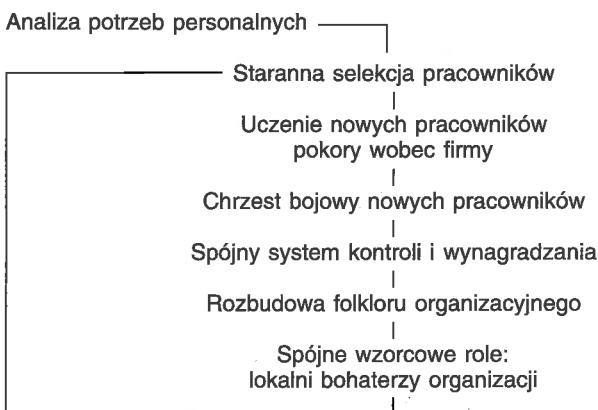 Analiza potrzeb personalnych
Staranna selekcja pracowników
Uczenie nowych pracowników
pokory wobec firmy
Chrzest bojowy nowych pracowników
Spójny system kontroli i wynagradzania
Rozbudowa folkloru organizacyjnego
Spójne wzorcowe role:
lokalni bohaterzy organizacji